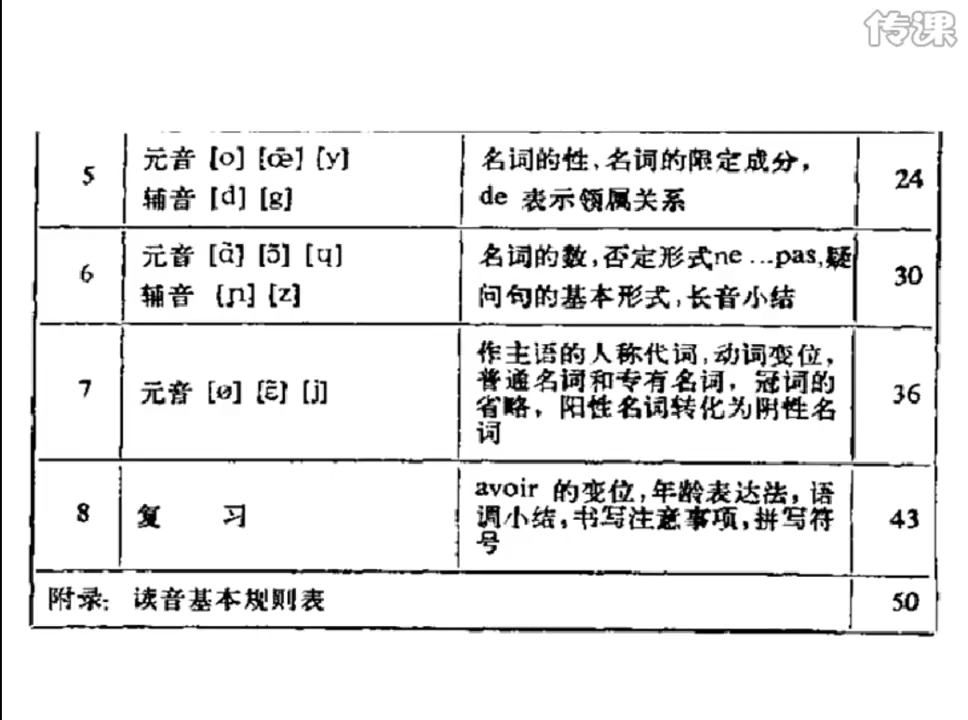 传课
5
元音 [o] [œ̃] [y]
辅音 [d] [g]
名词的性、名词的限定成分，
de 表示领属关系
24
6
元音 [ɑ̃] [ɔ̃] [ɥ]
辅音 [ɲ] [z]
名词的数，否定形式ne …pas，疑
问句的基本形式，长音小结
30
7
元音 [ø] [ɛ̃] [j]
作主语的人称代词，动词变位，
普通名词和专有名词，冠词的
省略，阳性名词转化为阴性名
词
36
8
复 习
avoir 的变位，年龄表达法，语
调小结，书写注意事项，拼写符
号
43
附录：读音基本规则表
50